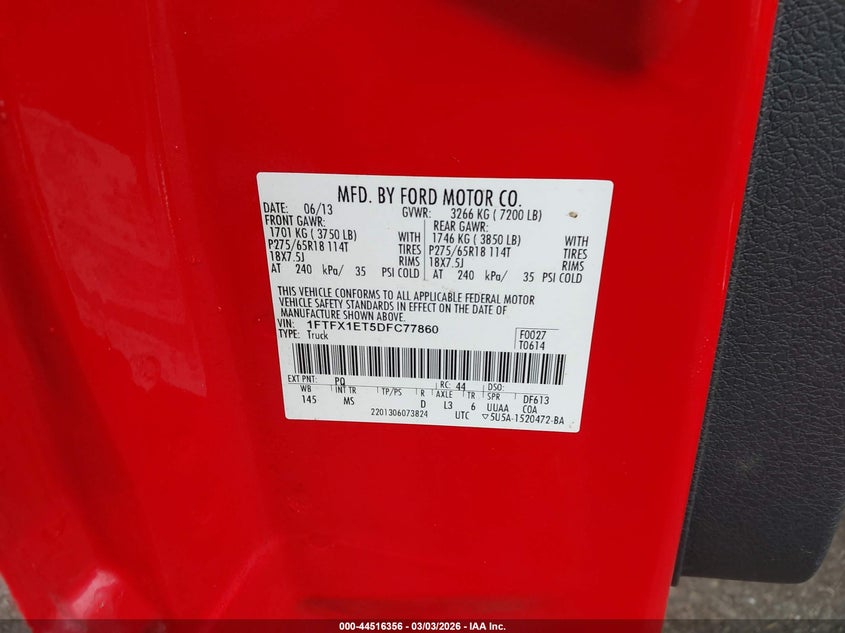 MFD. BY FORD MOTOR CO.
DATE: 06/13 GVWR: 3266 KG ( 7200 LB)
FRONT GAWR: REAR GAWR:
1701 KG ( 3750 LB) WITH 1746 KG ( 3850 LB) WITH
P275/65R18 114T TIRES P275/65R18 114T TIRES
18X7.5J RIMS 18X7.5J RIMS
AT 240 kPa/ 35 PSI COLD AT 240 kPa/ 35 PSI COLD
THIS VEHICLE CONFORMS TO ALL APPLICABLE FEDERAL MOTOR
VEHICLE SAFETY STANDARDS IN EFFECT ON THE DATE OF
MANUFACTURE SHOWN ABOVE.
VIN: 1FTFX1ET5DFC77860 F0027
TYPE: Truck T0614
EXT PNT: PQ RC: 44 DSO:
WB INT TR TP/PS R AXLE TR SPR DF613
145 MS D L3 6 UUAA COA
2201306073824 UTC ▽5U5A-1520472-BA
000-44516356 - 03/03/2026 - IAA Inc.